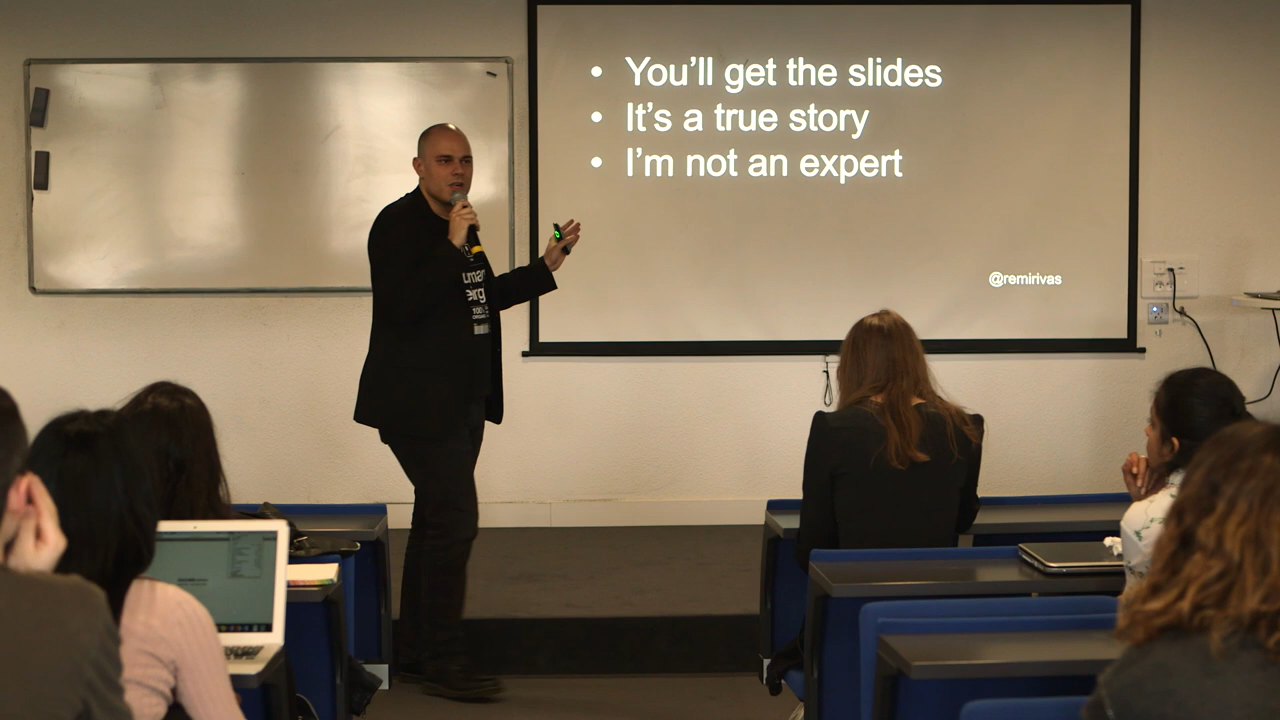 • You'll get the slides
• It's a true story
• I'm not an expert
@remirivas